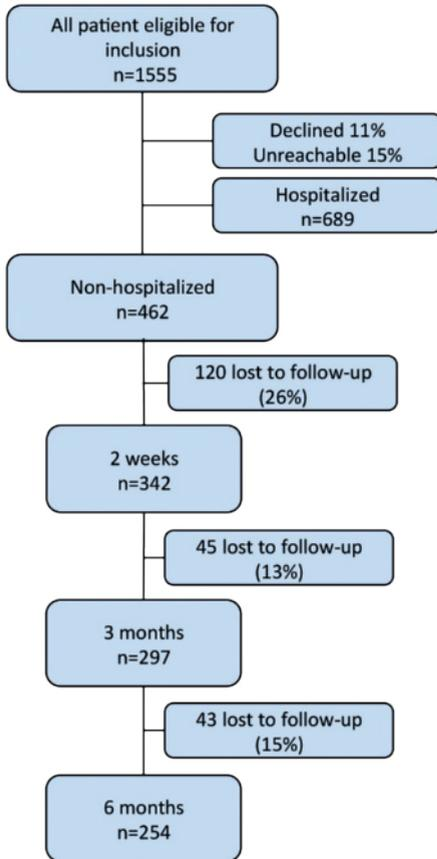 All patient eligible for
inclusion
n=1555
Declined 11%
Unreachable 15%
Hospitalized
n=689
Non-hospitalized
n=462
120 lost to follow-up
(26%)
2 weeks
n=342
45 lost to follow-up
(13%)
3 months
n=297
43 lost to follow-up
(15%)
6 months
n=254